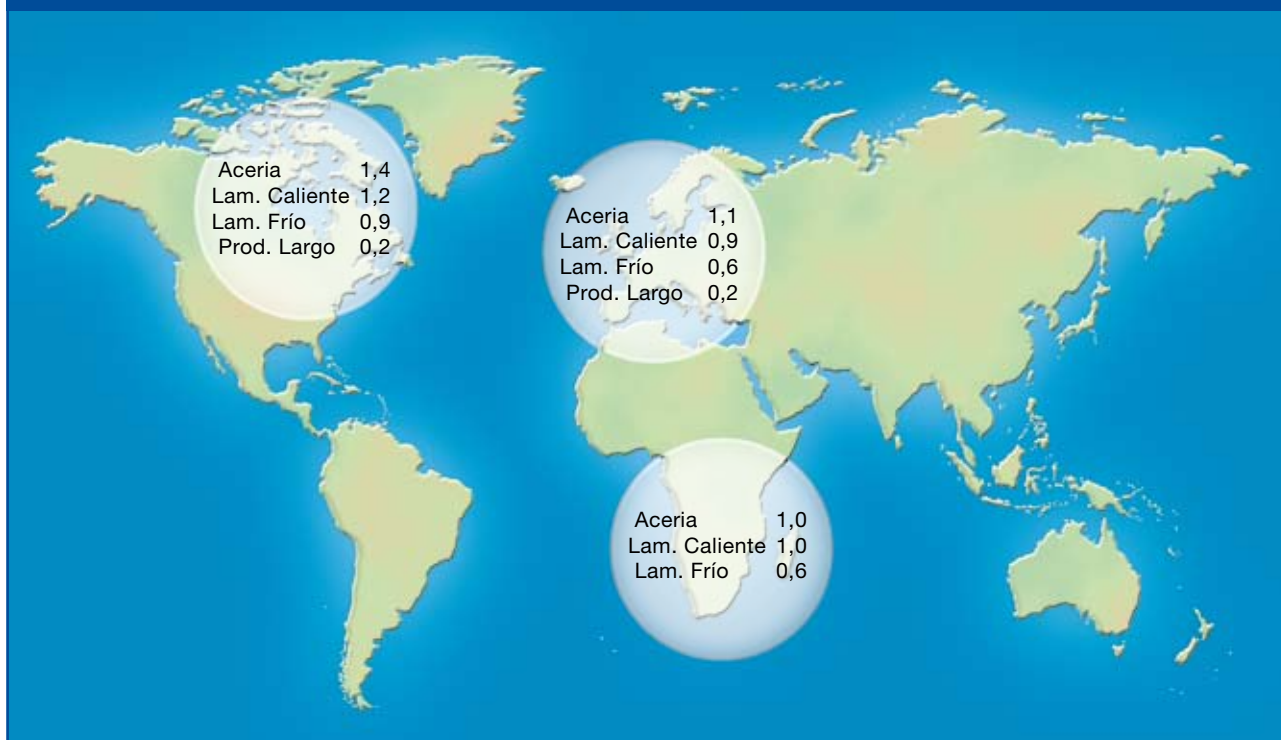 Aceria 1,4
Lam. Caliente 1,2
Lam. Frío 0,9
Prod. Largo 0,2
Aceria 1,1
Lam. Caliente 0,9
Lam. Frío 0,6
Prod. Largo 0,2
Aceria 1,0
Lam. Caliente 1,0
Lam. Frío 0,6